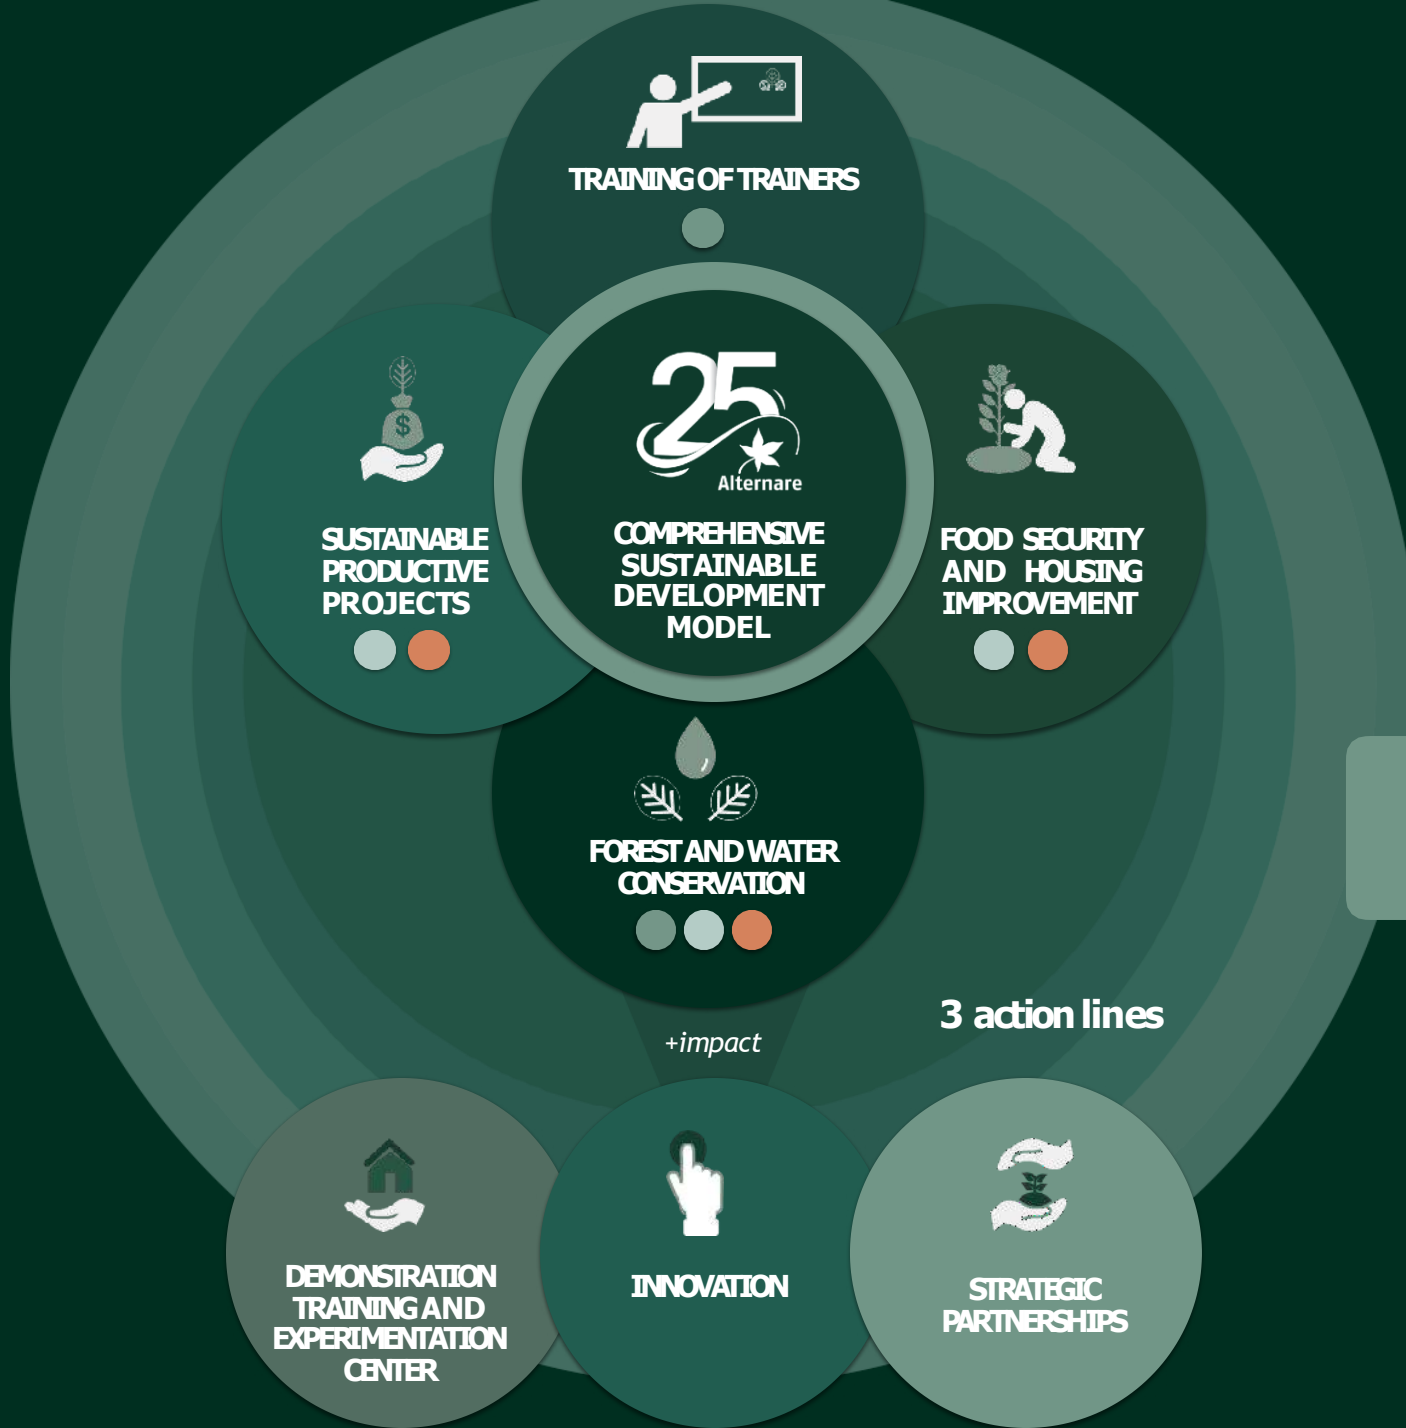 TRAINING OF TRAINERS
25
Alternare
COMPREHENSIVE
SUSTAINABLE
DEVELOPMENT
MODEL
$
SUSTAINABLE
PRODUCTIVE
PROJECTS
FOOD SECURITY
AND HOUSING
IMPROVEMENT
FOREST AND WATER
CONSERVATION
3 action lines
+impact
DEMONSTRATION
TRAINING AND
EXPERIMENTATION
CENTER
INNOVATION
STRATEGIC
PARTNERSHIPS